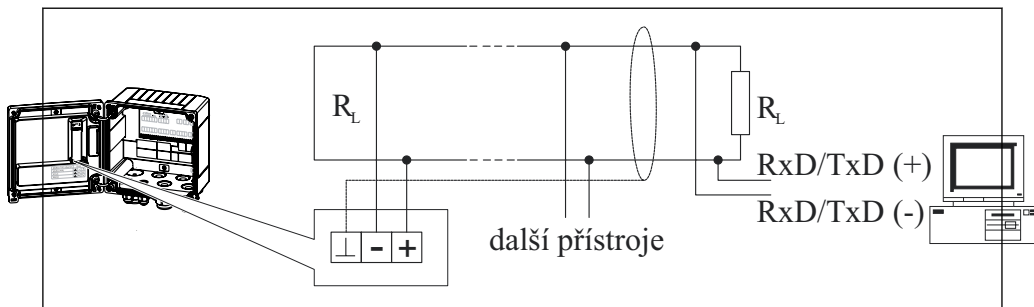 R_L
R_L
RxD/TxD (+)
RxD/TxD (-)
další přístroje
⊥ - +